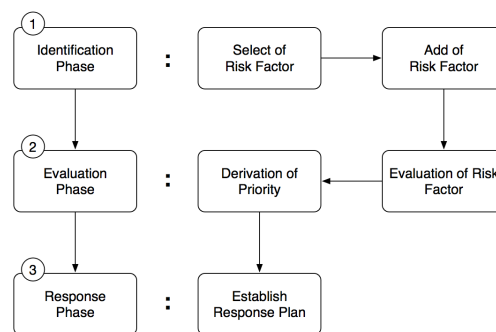 1
Identification
Phase
:
Select of
Risk Factor
Add of
Risk Factor
2
Evaluation
Phase
:
Derivation of
Priority
Evaluation of Risk
Factor
3
Response
Phase
:
Establish
Response Plan